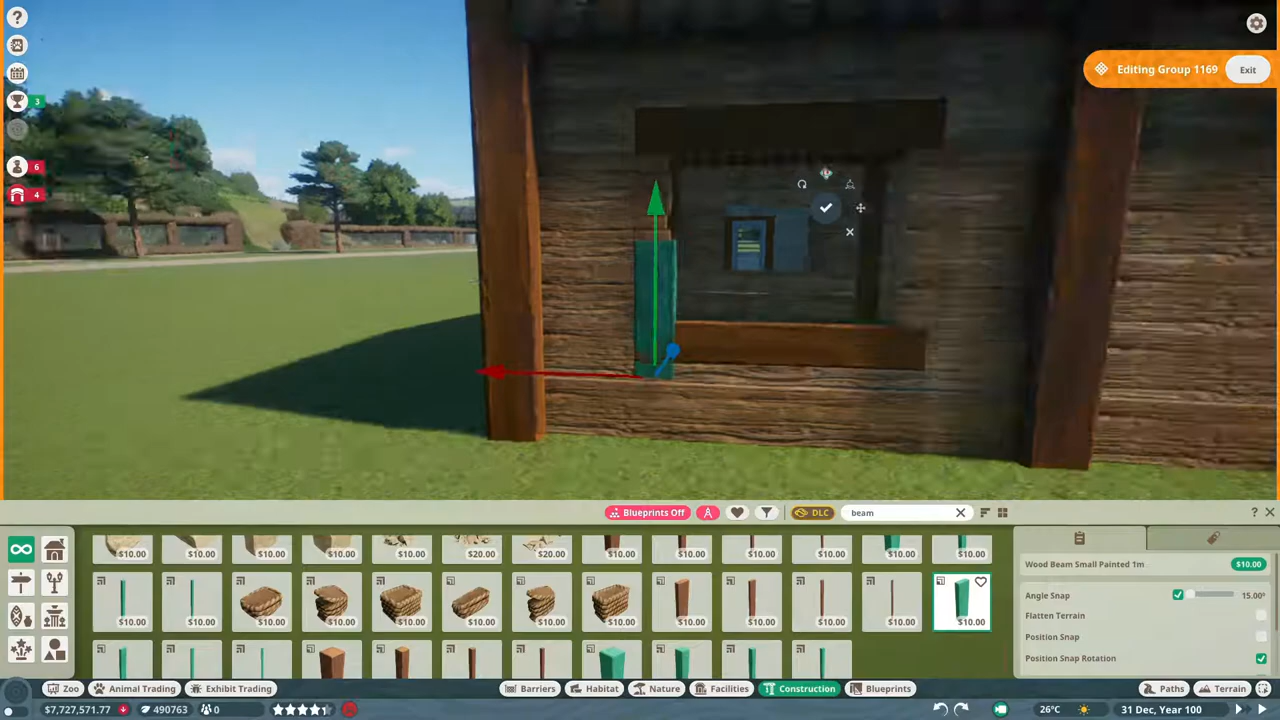 ?
3
Editing Group 1169
Exit
6
4
Blueprints Off
DLC
beam
?
$10.00 $10.00 $10.00 $10.00 $10.00 $20.00 $20.00 $10.00 $10.00 $10.00 $10.00 $10.00 $10.00
$10.00 $10.00 $10.00 $10.00 $10.00 $10.00 $10.00 $10.00 $10.00 $10.00 $10.00 $10.00 $10.00
Wood Beam Small Painted 1m $10.00
Angle Snap 15.00°
Flatten Terrain
Position Snap
Position Snap Rotation
Zoo Animal Trading Exhibit Trading Barriers Habitat Nature Facilities Construction Blueprints Paths Terrain
$7,727,571.77 490763 0 26°C 31 Dec, Year 100